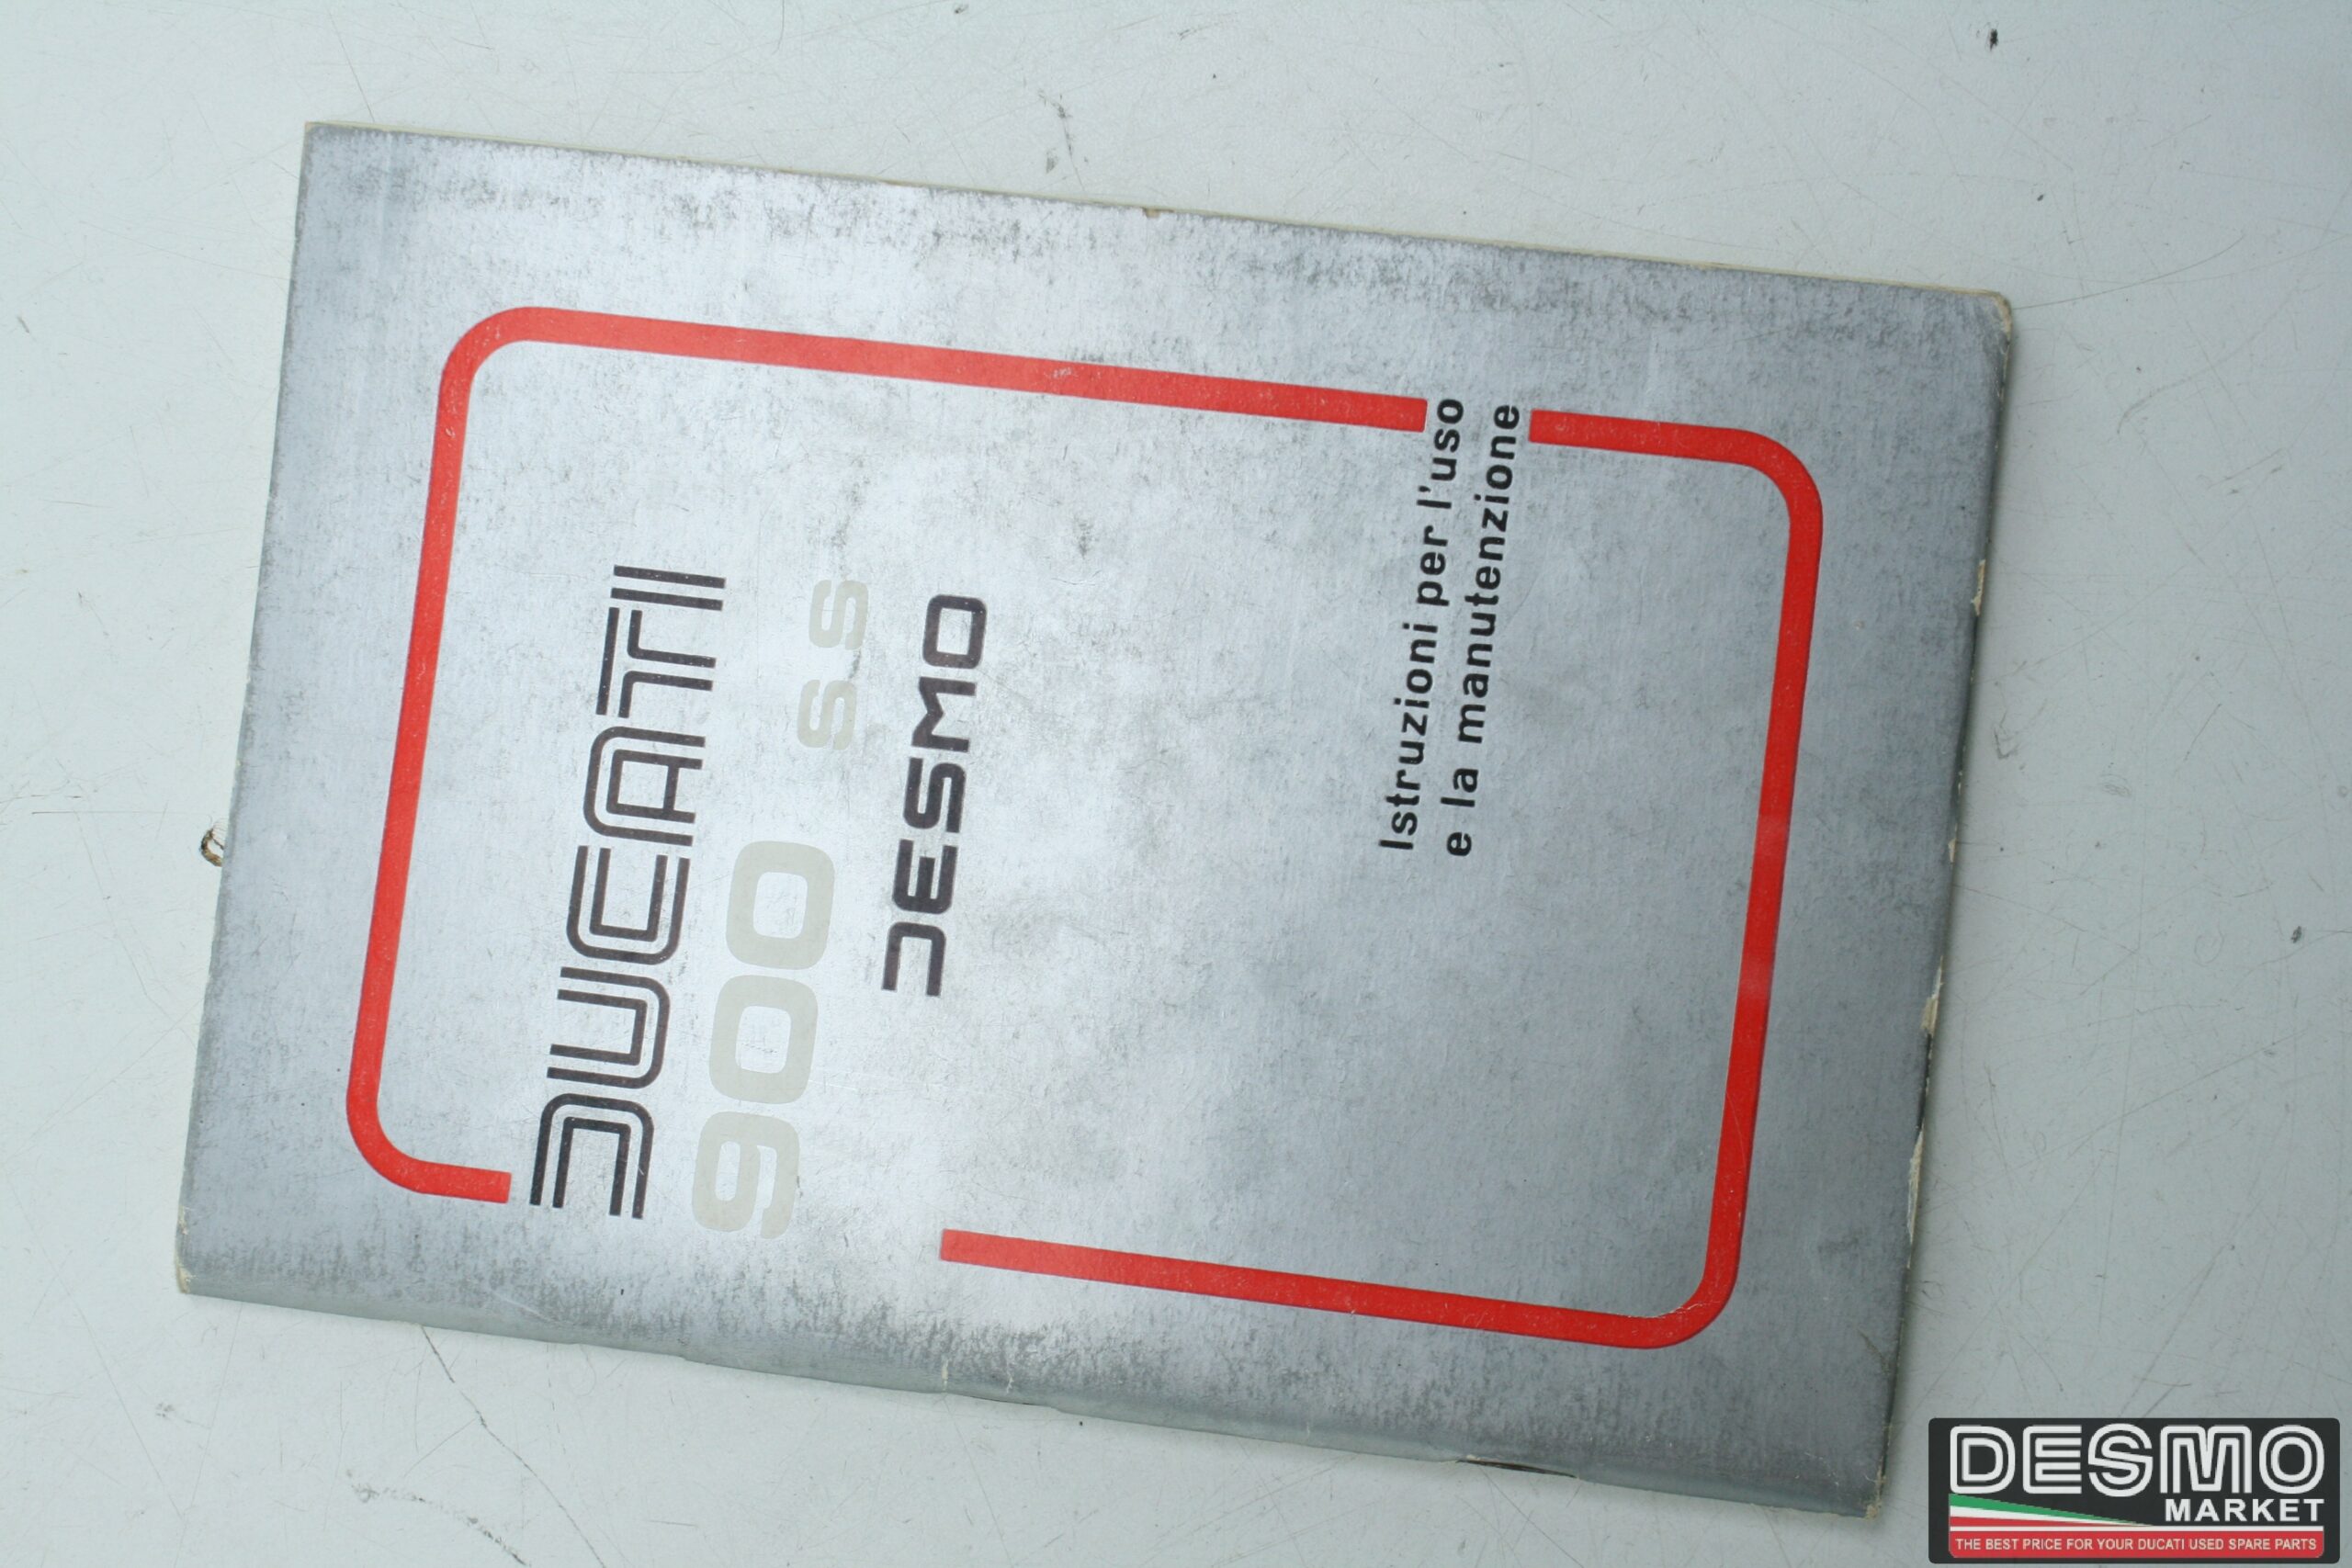 DUCATI
900 SS
DESMO
Istruzioni per l'uso
e la manutenzione
DESMO
MARKET
THE BEST PRICE FOR YOUR DUCATI USED SPARE PARTS